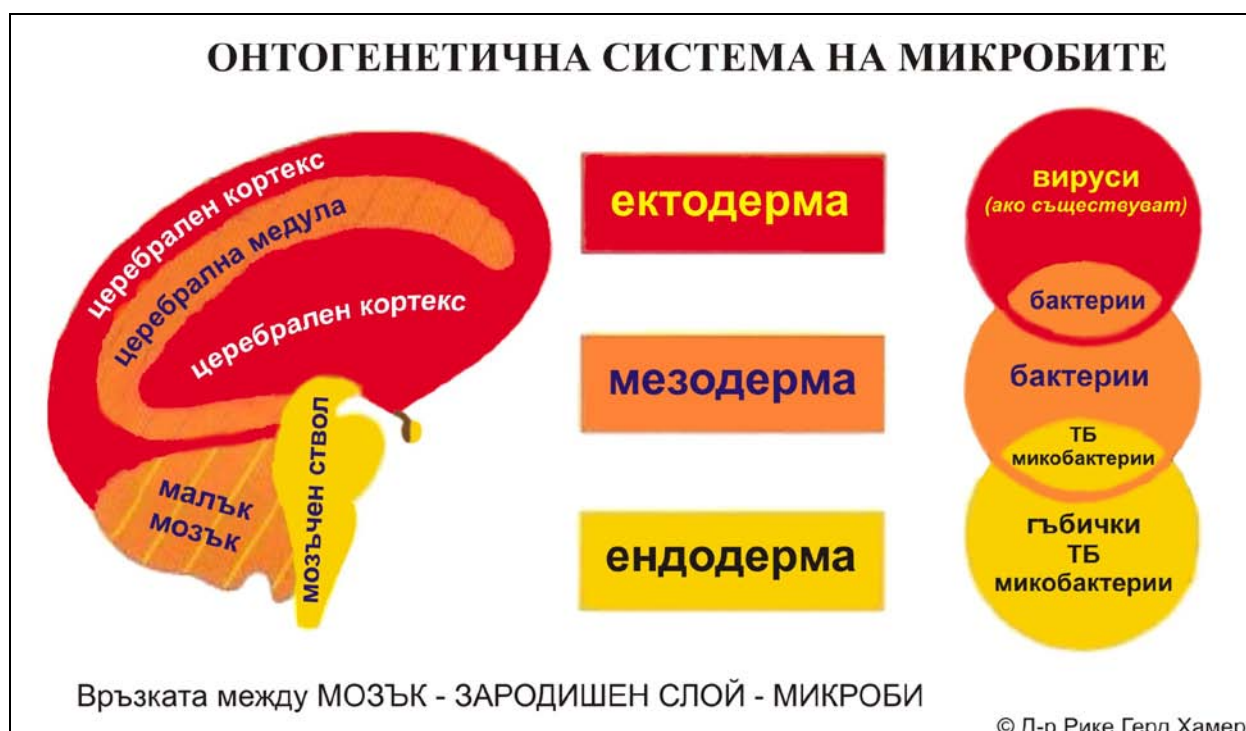 ОНТОГЕНЕТИЧНА СИСТЕМА НА МИКРОБИТЕ
церебрален кортекс
церебрална медула
церебрален кортекс
малък
мозък
мозъчен ствол
ектодерма
мезодерма
ендодерма
вируси
(ако съществуват)
бактерии
бактерии
ТБ
микобактерии
гъбички
ТБ
микобактерии
Връзката между МОЗЪК - ЗАРОДИШЕН СЛОЙ - МИКРОБИ
© Д-р Рике Герд Хамер